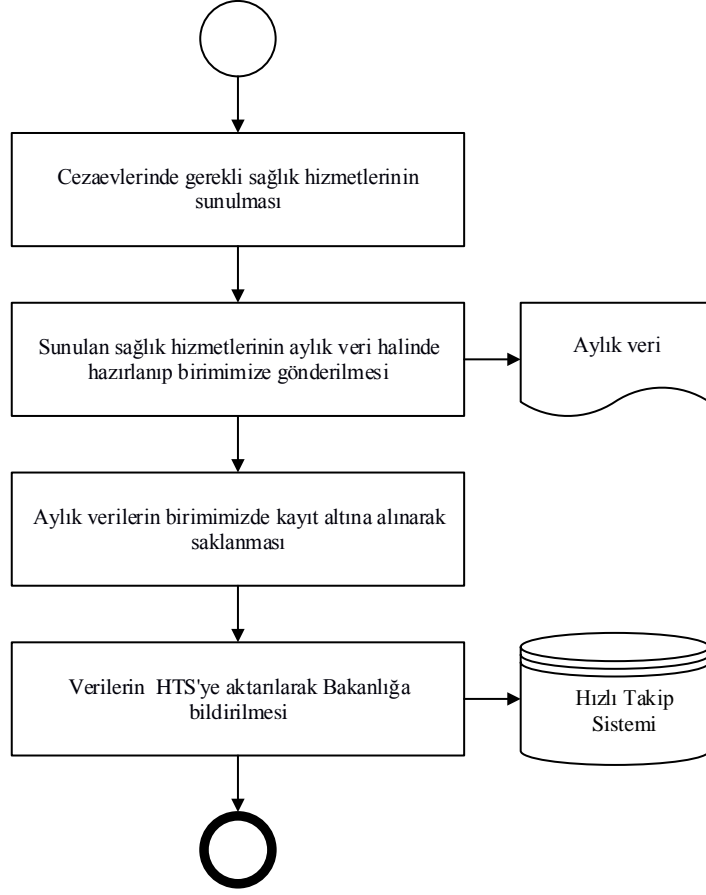 Cezaevlerinde gerekli sağlık hizmetlerinin
sunulması
Sunulan sağlık hizmetlerinin aylık veri halinde
hazırlanıp birimimize gönderilmesi
Aylık veri
Aylık verilerin birimimizde kayıt altına alınarak
saklanması
Verilerin HTS'ye aktarılarak Bakanlığa
bildirilmesi
Hızlı Takip
Sistemi